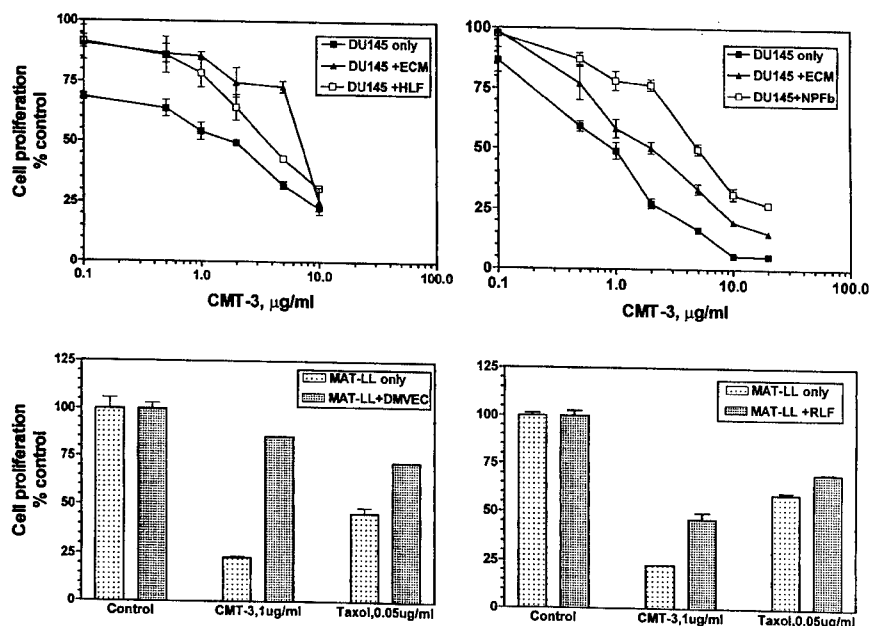 Cell proliferation
% control
100
75
50
25
0
0.1
1.0
10.0
100.0
CMT-3, µg/ml
DU145 only
DU145 +ECM
DU145 +HLF
100
75
50
25
0
0.1
1.0
10.0
100.0
CMT-3, µg/ml
DU145 only
DU145 +ECM
DU145+NPFb
Cell proliferation
% control
125
100
75
50
25
0
Control
CMT-3,1ug/ml
Taxol,0.05ug/ml
MAT-LL only
MAT-LL+DMVEC
125
100
75
50
25
0
Control
CMT-3,1ug/ml
Taxol,0.05ug/ml
MAT-LL only
MAT-LL +RLF